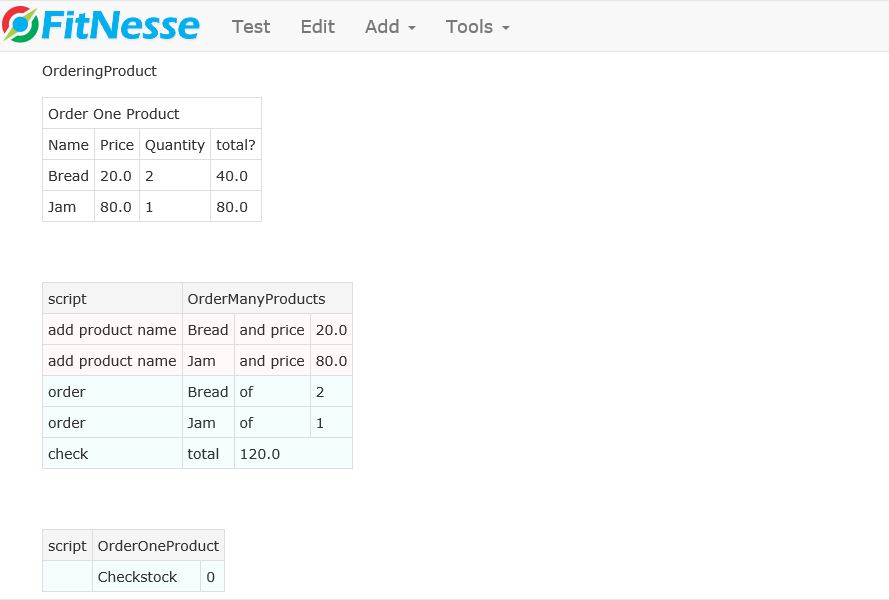 FitNesse Test Edit Add Tools
OrderingProduct
Order One Product
Name Price Quantity total?
Bread 20.0 2 40.0
Jam 80.0 1 80.0
script OrderManyProducts
add product name Bread and price 20.0
add product name Jam and price 80.0
order Bread of 2
order Jam of 1
check total 120.0
script OrderOneProduct
Checkstock 0